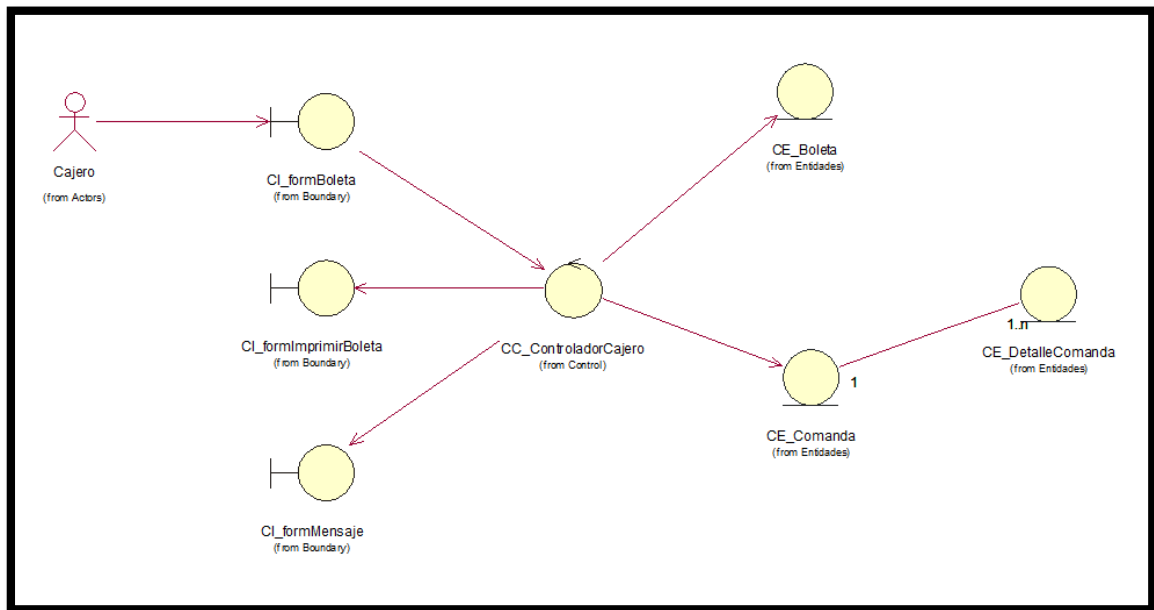 Cajero
(from Actors)
CI_formBoleta
(from Boundary)
CE_Boleta
(from Entidades)
CI_formImprimirBoleta
(from Boundary)
CC_ControladorCajero
(from Control)
1..n
CE_DetalleComanda
(from Entidades)
1
CE_Comanda
(from Entidades)
CI_formMensaje
(from Boundary)